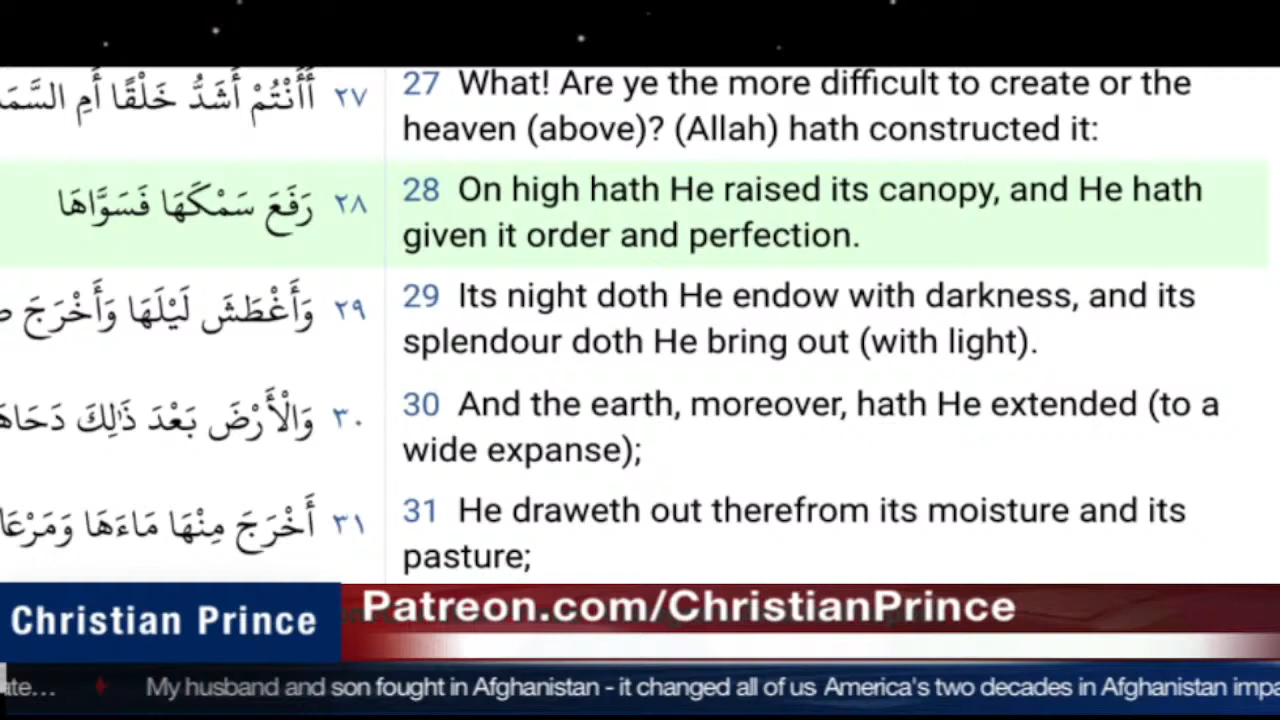 أَأَنْتُمْ أَشَدُّ خَلْقًا أَمِ ٢٧
27 What! Are ye the more difficult to create or the
heaven (above)? (Allah) hath constructed it:
رَفَعَ سَمْكَهَا فَسَوَّاهَا ٢٨
28 On high hath He raised its canopy, and He hath
given it order and perfection.
وَأَغْطَشَ لَيْلَهَا وَأَخْرَجَ ٢٩
29 Its night doth He endow with darkness, and its
splendour doth He bring out (with light).
وَالْأَرْضَ بَعْدَ ذَٰلِكَ ٣٠
30 And the earth, moreover, hath He extended (to a
wide expanse);
أَخْرَجَ مِنْهَا مَاءَهَا ٣١
31 He draweth out therefrom its moisture and its
pasture;
Christian Prince
Patreon.com/ChristianPrince
My husband and son fought in Afghanistan - it changed all of us America's two decades in Afghanistan